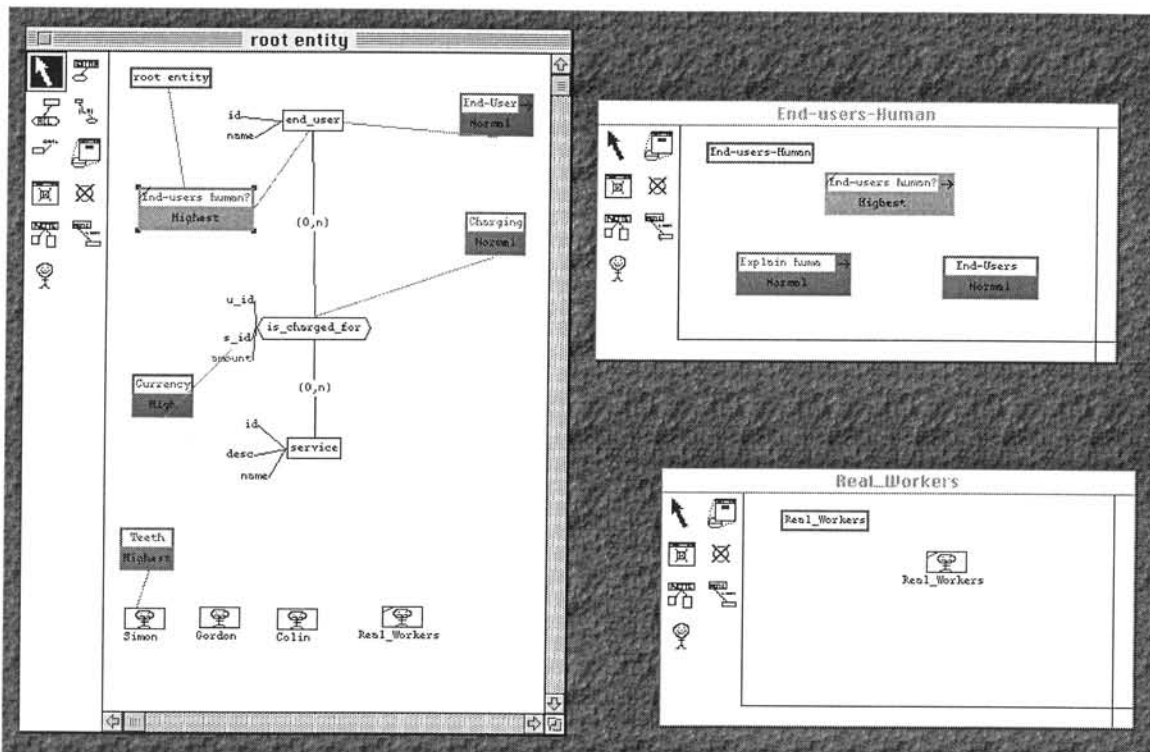 root entity
root entity
End-User
Normal
id
name
end_user
End-users human?
Highest
(0,n)
Charging
Normal
u_id
s_id
amount
is_charged_for
Currency
High
(0,n)
id
desc
name
service
Teeth
Highest
Simon
Gordon
Colin
Real_Workers
End-users-Human
End-users-Human
End-users human?
Highest
Explain huma
Normal
End-Users
Normal
Real_Workers
Real_Workers
Real_Workers